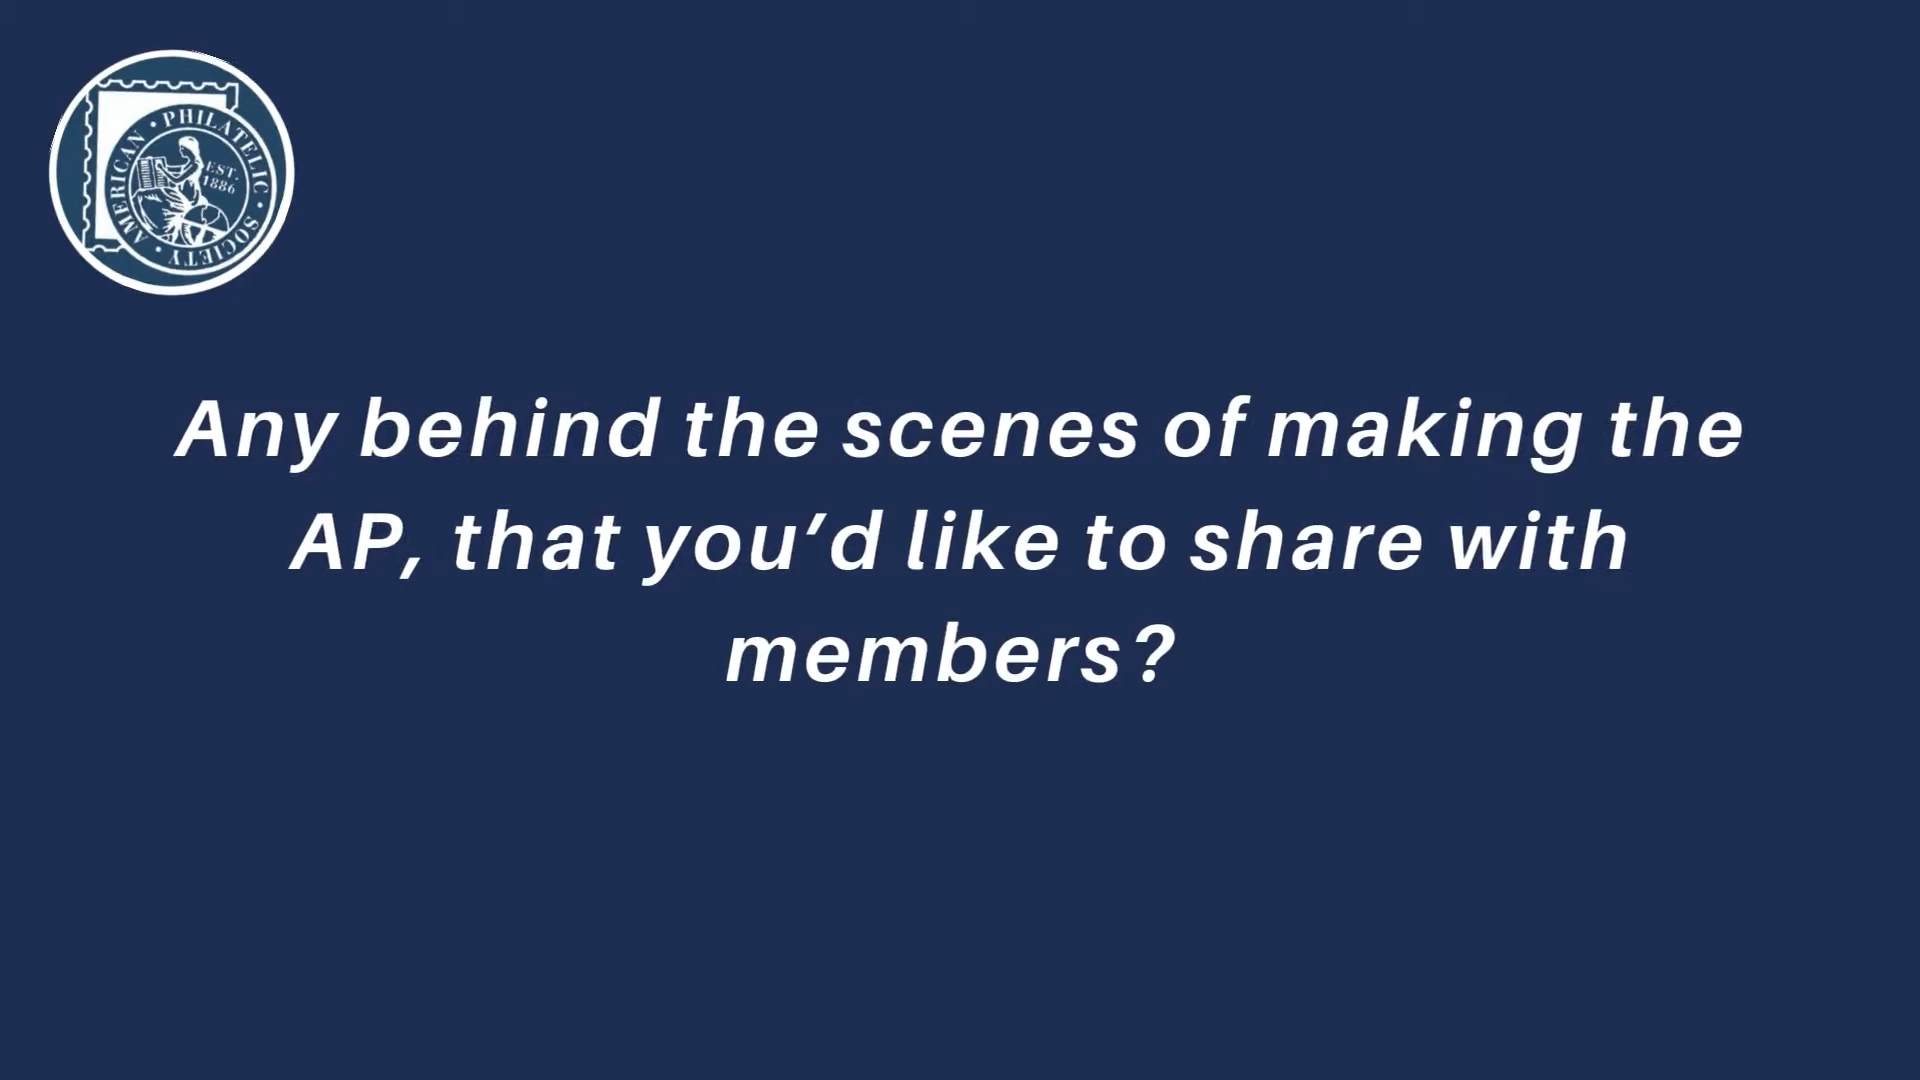 AMERICAN · PHILATELIC · SOCIETY ·
EST.
1886
Any behind the scenes of making the
AP, that you’d like to share with
members?